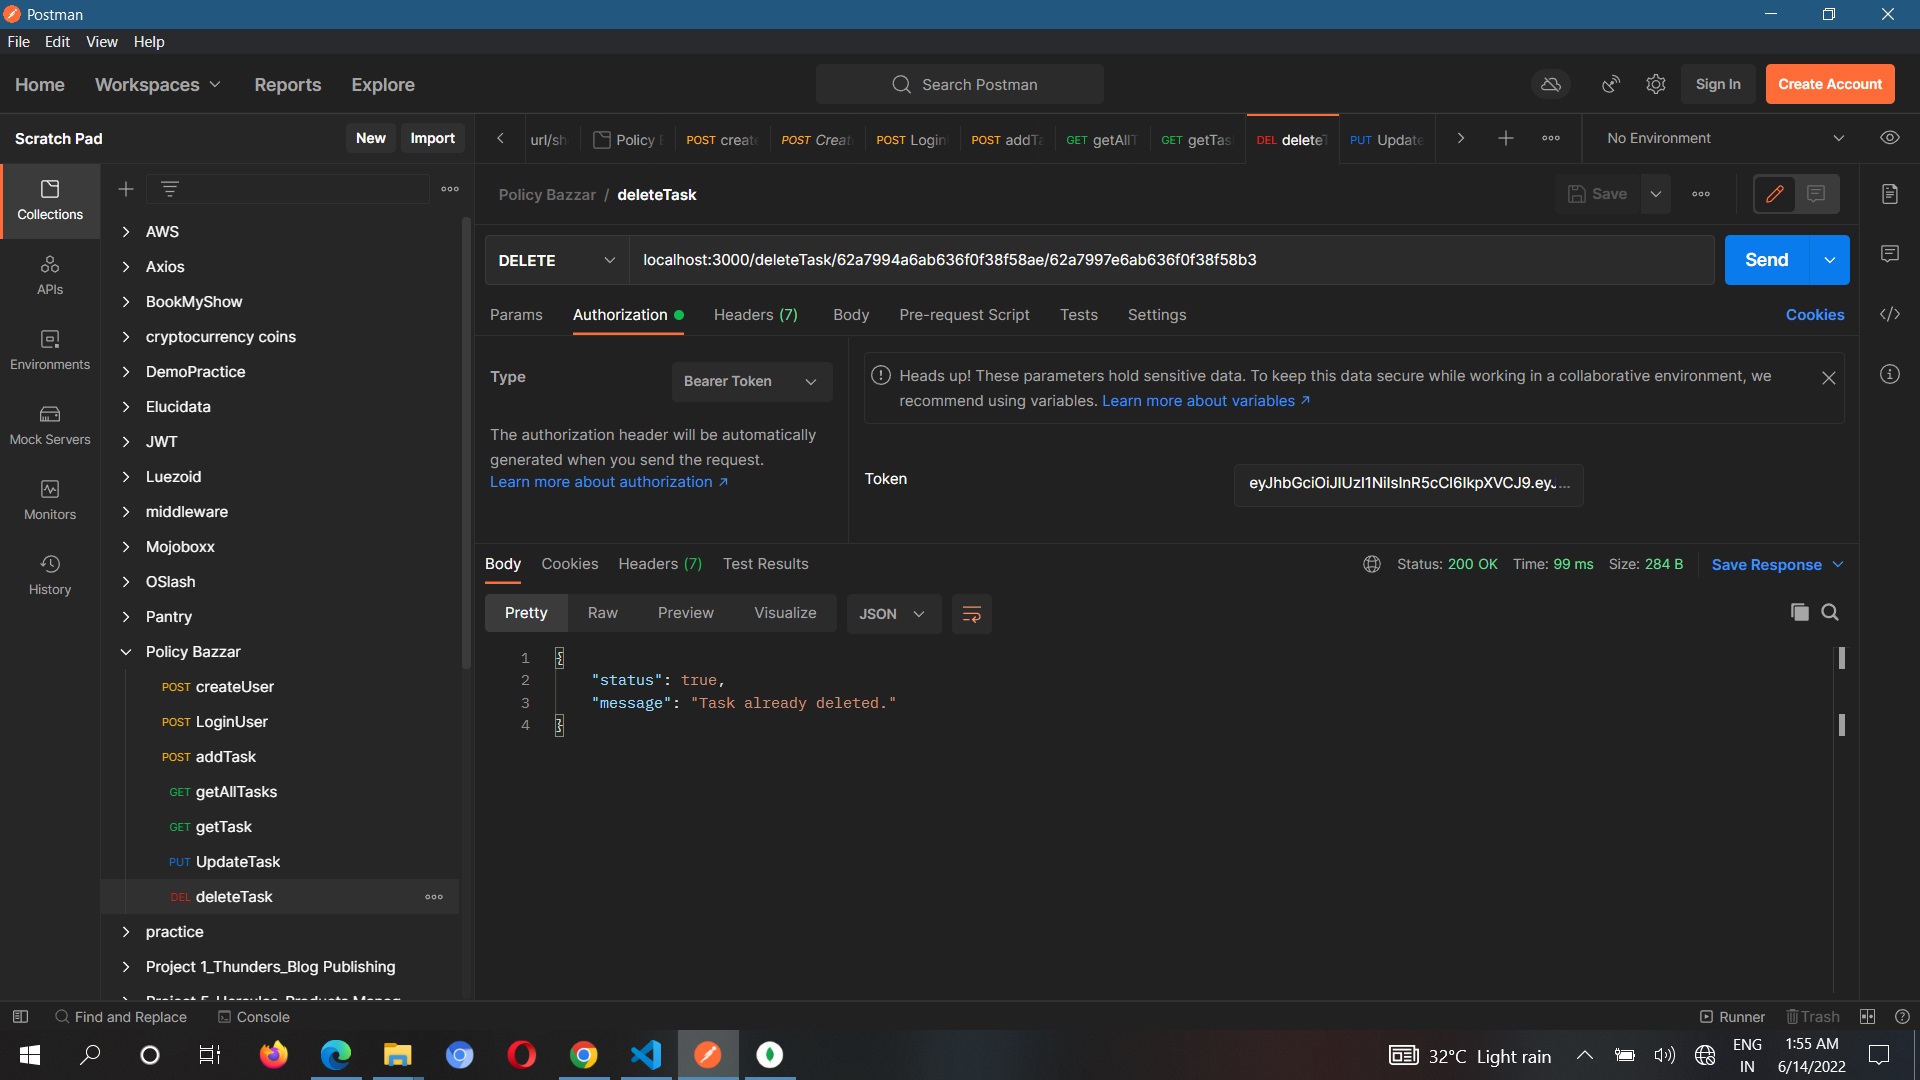 Postman
File Edit View Help
Home Workspaces Reports Explore
Search Postman
Sign In
Create Account
Scratch Pad
New Import
url/sh
Policy
POST create
POST Creat
POST Login
POST addTa
GET getAllT
GET getTas
DEL deleteT
PUT Update
No Environment
Collections
APIs
Environments
Mock Servers
Monitors
History
AWS
Axios
BookMyShow
cryptocurrency coins
DemoPractice
Elucidata
JWT
Luezoid
middleware
Mojoboxx
OSlash
Pantry
Policy Bazzar
POST createUser
POST LoginUser
POST addTask
GET getAllTasks
GET getTask
PUT UpdateTask
DEL deleteTask
practice
Project 1_Thunders_Blog Publishing
Policy Bazzar / deleteTask
Save
DELETE
localhost:3000/deleteTask/62a7994a6ab636f0f38f58ae/62a7997e6ab636f0f38f58b3
Send
Params Authorization Headers (7) Body Pre-request Script Tests Settings
Cookies
Type
Bearer Token
The authorization header will be automatically
generated when you send the request.
Learn more about authorization ↗
Heads up! These parameters hold sensitive data. To keep this data secure while working in a collaborative environment, we
recommend using variables. Learn more about variables ↗
Token
eyJhbGciOiJIUzI1NiIsInR5cCI6IkpXVCJ9.eyJ...
Body Cookies Headers (7) Test Results
Status: 200 OK Time: 99 ms Size: 284 B
Save Response
Pretty Raw Preview Visualize
JSON
1 {
2 "status": true,
3 "message": "Task already deleted."
4 }
Find and Replace
Console
Runner
Trash
32°C Light rain
ENG
IN
1:55 AM
6/14/2022